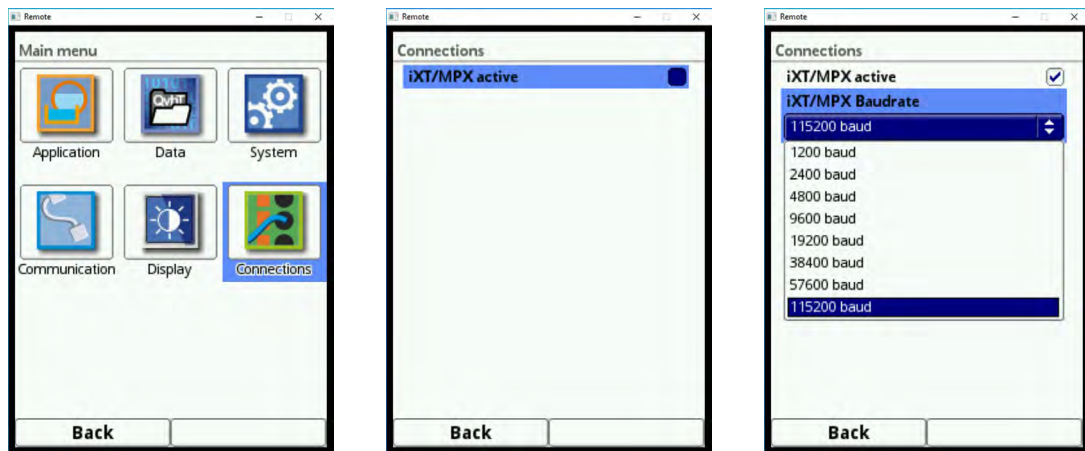 Remote
Main menu
Application Data System
Communication Display Connections
Back
Remote
Connections
iXT/MPX active
Back
Remote
Connections
iXT/MPX active
iXT/MPX Baudrate
115200 baud
1200 baud
2400 baud
4800 baud
9600 baud
19200 baud
38400 baud
57600 baud
115200 baud
Back